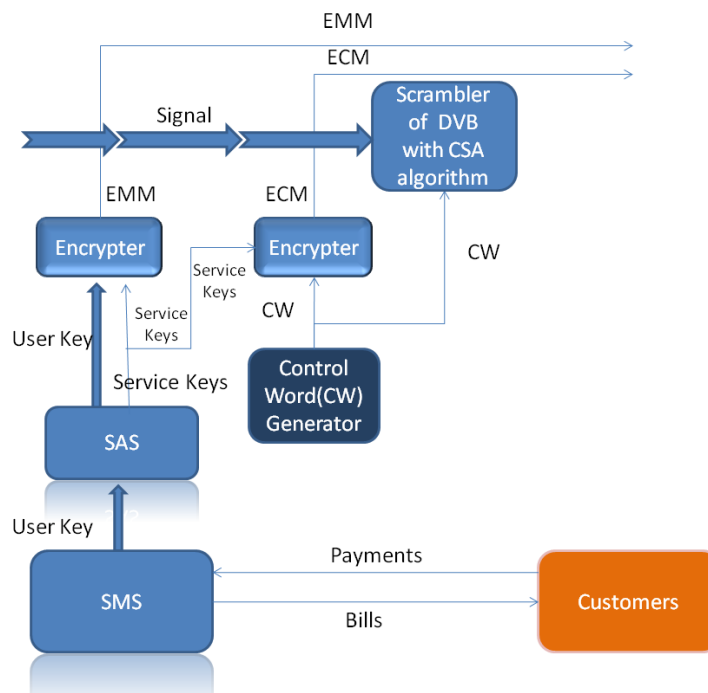 EMM
ECM
Signal
Scrambler
of DVB
with CSA
algorithm
EMM
ECM
Encrypter
Encrypter
CW
Service
Keys
Service
Keys
CW
User Key
Service Keys
Control
Word(CW)
Generator
SAS
User Key
Payments
SMS
Customers
Bills